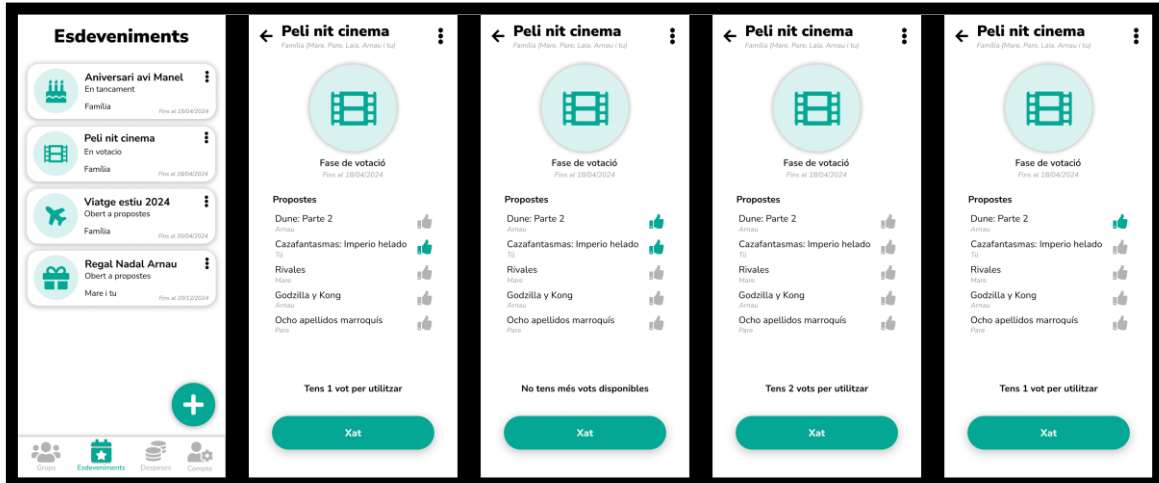 Esdeveniments
Aniversari avi Manel
En tancament
Família
Fins al 15/04/2024
Peli nit cinema
En votacio
Família
Fins al 18/04/2024
Viatge estiu 2024
Obert a propostes
Família
Fins al 30/04/2024
Regal Nadal Arnau
Obert a propostes
Mare i tu
Fins al 20/12/2024
Grups
Esdeveniments
Despeses
Compte
Peli nit cinema
Família (Mare, Pare, Laia, Arnau i tu)
Fase de votació
Fins al 18/04/2024
Propostes
Dune: Parte 2
Arnau
Cazafantasmas: Imperio helado
Tú
Rivales
Mare
Godzilla y Kong
Arnau
Ocho apellidos marroquís
Pare
Tens 1 vot per utilitzar
Xat
Peli nit cinema
Família (Mare, Pare, Laia, Arnau i tu)
Fase de votació
Fins al 18/04/2024
Propostes
Dune: Parte 2
Arnau
Cazafantasmas: Imperio helado
Tú
Rivales
Mare
Godzilla y Kong
Arnau
Ocho apellidos marroquís
Pare
No tens més vots disponibles
Xat
Peli nit cinema
Família (Mare, Pare, Laia, Arnau i tu)
Fase de votació
Fins al 18/04/2024
Propostes
Dune: Parte 2
Arnau
Cazafantasmas: Imperio helado
Tú
Rivales
Mare
Godzilla y Kong
Arnau
Ocho apellidos marroquís
Pare
Tens 2 vots per utilitzar
Xat
Peli nit cinema
Família (Mare, Pare, Laia, Arnau i tu)
Fase de votació
Fins al 18/04/2024
Propostes
Dune: Parte 2
Arnau
Cazafantasmas: Imperio helado
Tú
Rivales
Mare
Godzilla y Kong
Arnau
Ocho apellidos marroquís
Pare
Tens 1 vot per utilitzar
Xat